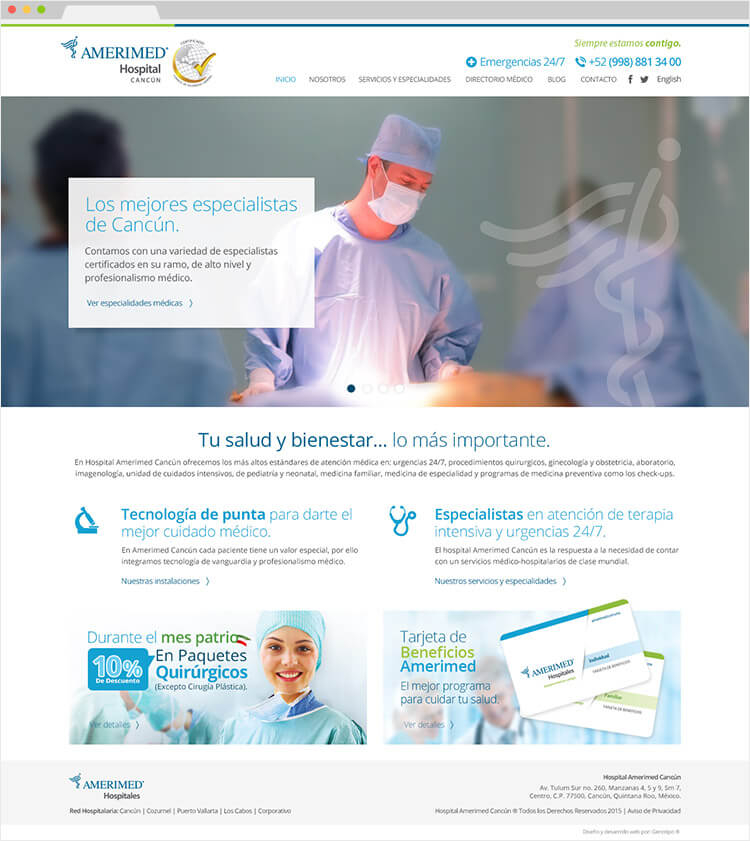 AMERIMED®
Hospital
CANCÚN
Siempre estamos contigo.
Emergencias 24/7 +52 (998) 881 34 00
INICIO NOSOTROS SERVICIOS Y ESPECIALIDADES DIRECTORIO MÉDICO BLOG CONTACTO English
Los mejores especialistas
de Cancún.
Contamos con una variedad de especialistas
certificados en su ramo, de alto nivel y
profesionalismo médico.
Ver especialidades médicas
Tu salud y bienestar... lo más importante.
En Hospital Amerimed Cancún ofrecemos los más altos estándares de atención médica en: urgencias 24/7, procedimientos quirurgicos, ginecología y obstetricia, aboratorio,
imagenología, unidad de cuidados intensivos, de pediatría y neonatal, medicina familiar, medicina de especialidad y programas de medicina preventiva como los check-ups.
Tecnología de punta para darte el
mejor cuidado médico.
En Amerimed Cancún cada paciente tiene un valor especial, por ello
integramos tecnología de vanguardia y profesionalismo médico.
Nuestras instalaciones
Especialistas en atención de terapia
intensiva y urgencias 24/7.
El hospital Amerimed Cancún es la respuesta a la necesidad de contar
con un servicios médico-hospitalarios de clase mundial.
Nuestros servicios y especialidades
Durante el mes patrio
10%
De Descuento
En Paquetes
Quirúrgicos
(Excepto Cirugía Plástica).
Ver detalles
Tarjeta de
Beneficios
Amerimed
El mejor programa
para cuidar tu salud.
Ver detalles
AMERIMED®
Hospitales
Individual
TARJETA DE BENEFICIOS
Familiar
TARJETA DE BENEFICIOS
AMERIMED®
Hospitales
Red Hospitalaria: Cancún | Cozumel | Puerto Vallarta | Los Cabos | Corporativo
Hospital Amerimed Cancún
Av. Tulum Sur no. 260, Manzanas 4, 5 y 9, Sm 7,
Centro, C.P. 77500, Cancún, Quintana Roo, México.
Hospital Amerimed Cancún ® Todos los Derechos Reservados 2015 | Aviso de Privacidad
Diseño y desarrollo web por: Genotipo ®